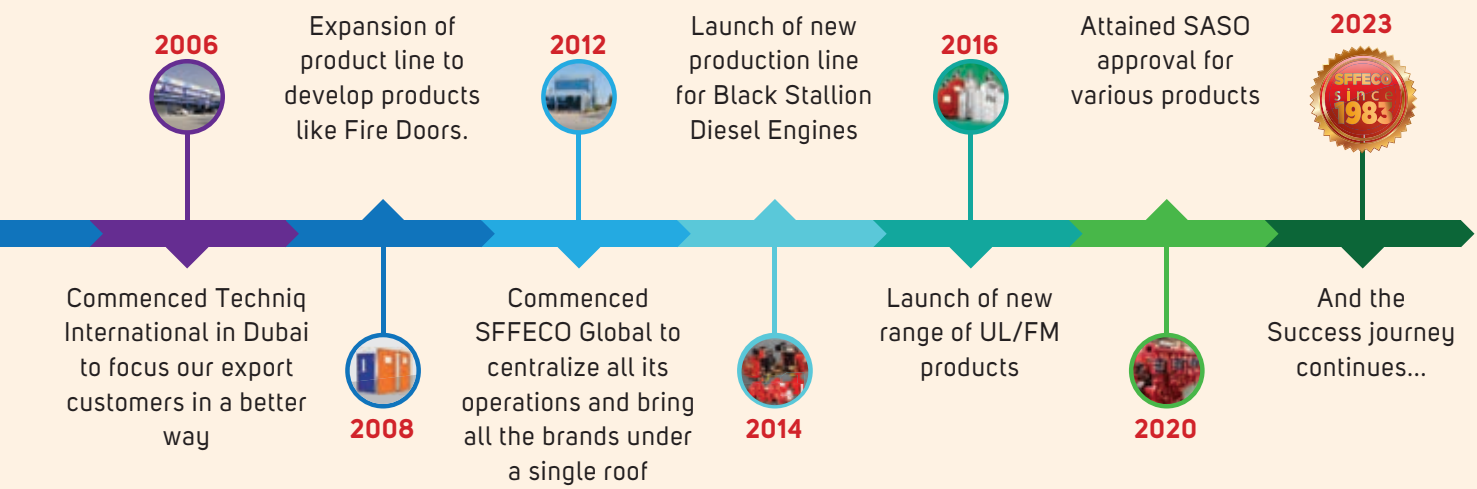 2006
Commenced Techniq
International in Dubai
to focus our export
customers in a better
way
Expansion of
product line to
develop products
like Fire Doors.
2008
2012
Commenced
SFFECO Global to
centralize all its
operations and bring
all the brands under
a single roof
Launch of new
production line
for Black Stallion
Diesel Engines
2014
2016
Launch of new
range of UL/FM
products
Attained SASO
approval for
various products
2020
2023
SFFECO
since
1983
And the
Success journey
continues...